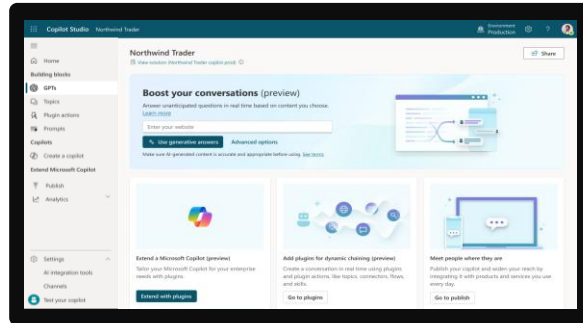 Copilot Studio Northwind Trader
Environment
Production
?
Home
Building blocks
GPTs
Topics
Plugin actions
Prompts
Copilots
Create a copilot
Extend Microsoft Copilot
Publish
Analytics
Settings
AI integration tools
Channels
Test your copilot
Northwind Trader
View solution (Northwind Trader copilot prod)
Share
Boost your conversations (preview)
Answer unanticipated questions in real time based on content you choose.
Learn more
Enter your website
Use generative answers Advanced options
Make sure AI-generated content is accurate and appropriate before using. See terms
Extend a Microsoft Copilot (preview)
Tailor your Microsoft Copilot for your enterprise
needs with plugins.
Extend with plugins
Add plugins for dynamic chaining (preview)
Create a conversation in real time using plugins
and plugin actions, like topics, connectors, flows,
and skills.
Go to plugins
Meet people where they are
Publish your copilot and widen your reach by
integrating it with products and services you use
every day.
Go to publish